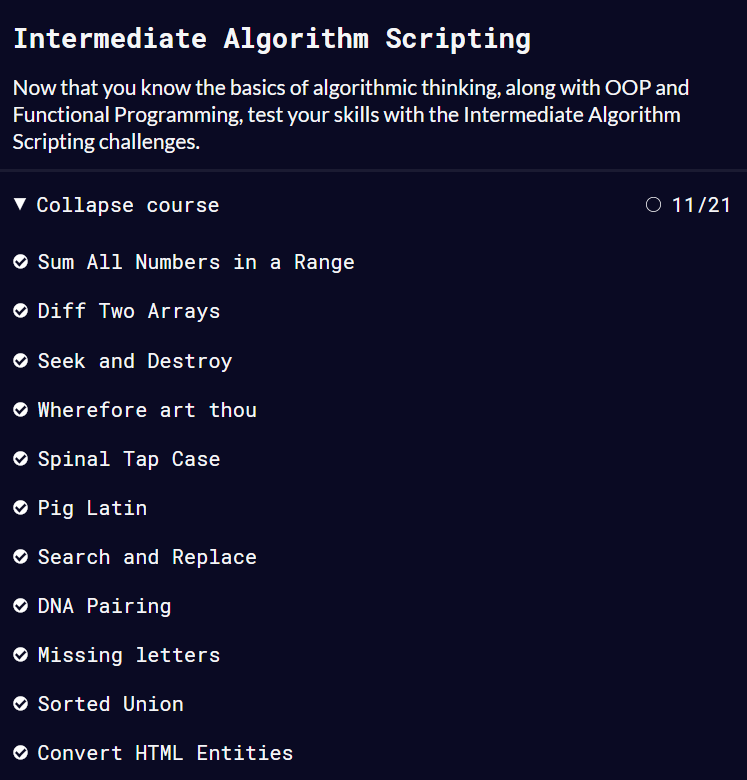 Intermediate Algorithm Scripting
Now that you know the basics of algorithmic thinking, along with OOP and
Functional Programming, test your skills with the Intermediate Algorithm
Scripting challenges.
Collapse course 11/21
Sum All Numbers in a Range
Diff Two Arrays
Seek and Destroy
Wherefore art thou
Spinal Tap Case
Pig Latin
Search and Replace
DNA Pairing
Missing letters
Sorted Union
Convert HTML Entities